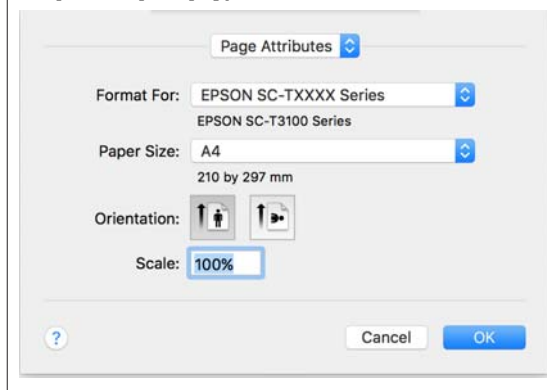 Page Attributes
Format For: EPSON SC-TXXXX Series
EPSON SC-T3100 Series
Paper Size: A4
210 by 297 mm
Orientation:
Scale: 100%
? Cancel OK